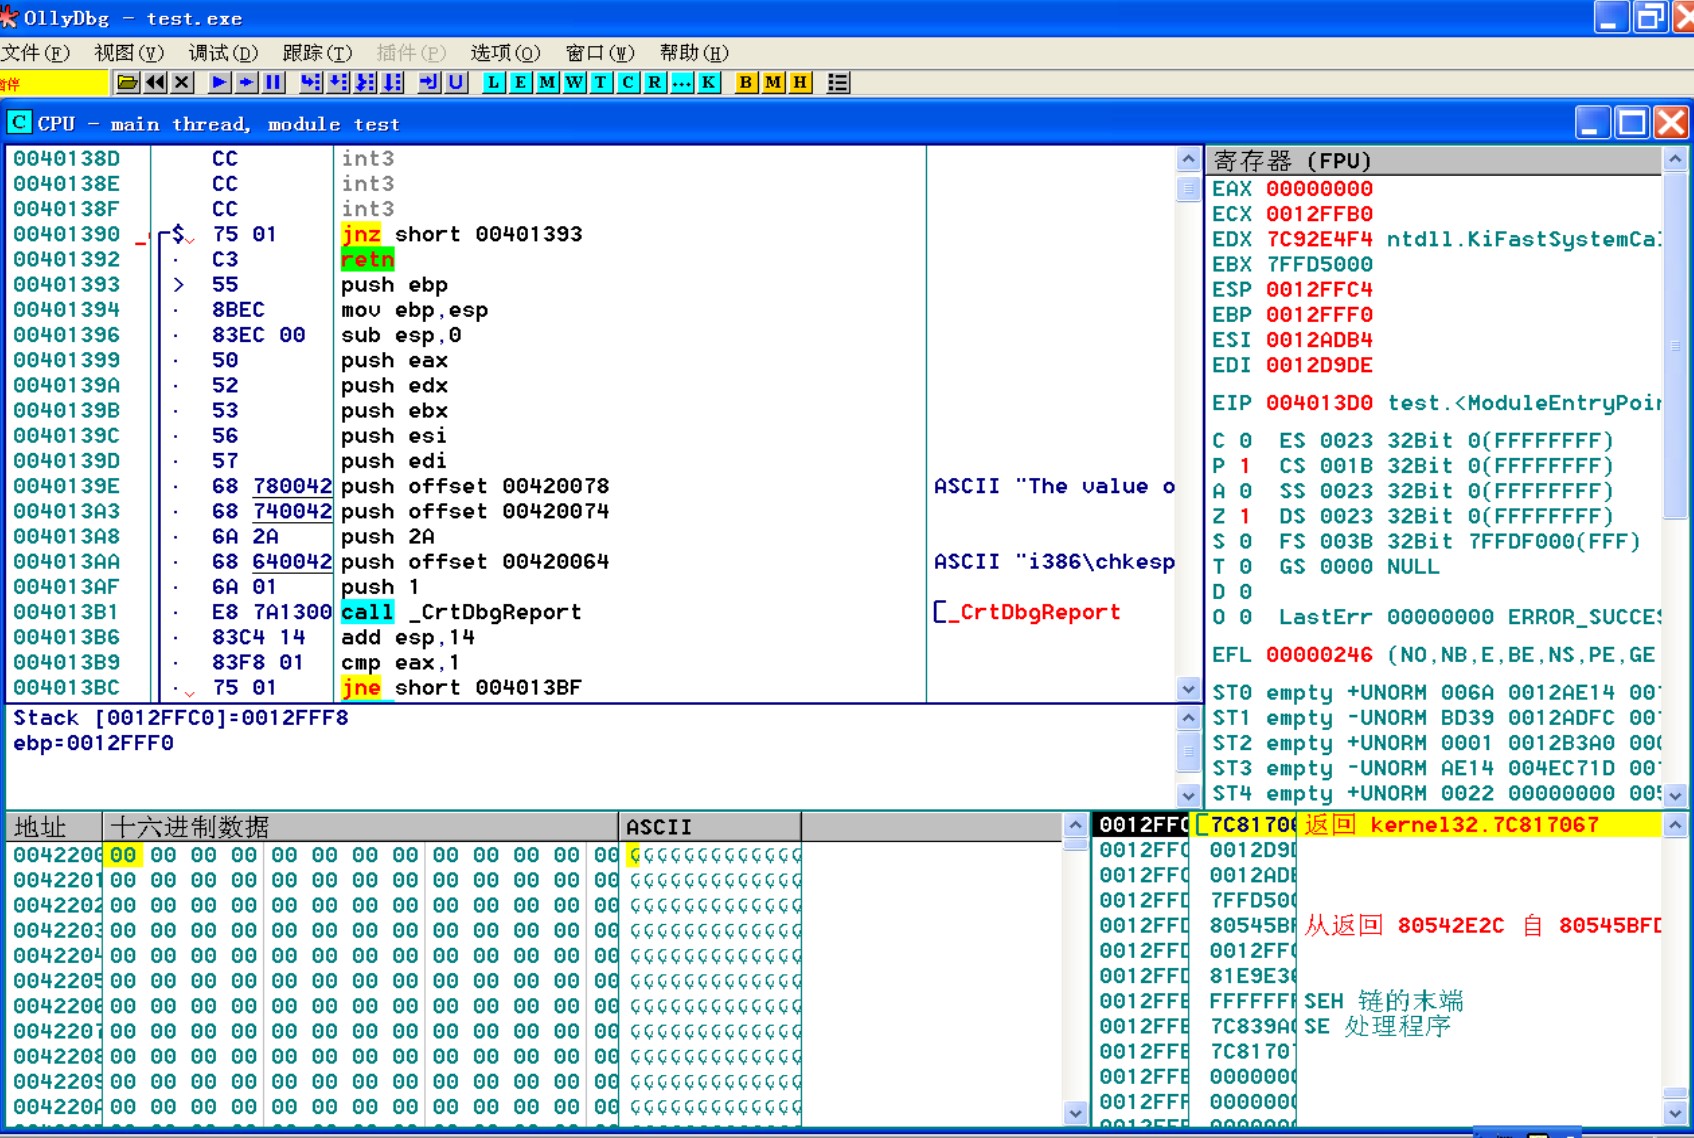 OllyDbg - test.exe
文件(F) 视图(V) 调试(D) 跟踪(T) 插件(P) 选项(O) 窗口(W) 帮助(H)
L E M W T C R ... K B M H
C CPU - main thread, module test
0040138D CC int3
0040138E CC int3
0040138F CC int3
00401390 $ 75 01 jnz short 00401393
00401392 · C3 retn
00401393 > 55 push ebp
00401394 · 8BEC mov ebp,esp
00401396 · 83EC 00 sub esp,0
00401399 · 50 push eax
0040139A · 52 push edx
0040139B · 53 push ebx
0040139C · 56 push esi
0040139D · 57 push edi
0040139E · 68 780042 push offset 00420078 ASCII "The value o
004013A3 · 68 740042 push offset 00420074
004013A8 · 6A 2A push 2A
004013AA · 68 640042 push offset 00420064 ASCII "i386\chkesp
004013AF · 6A 01 push 1
004013B1 · E8 7A1300 call _CrtDbgReport [_CrtDbgReport
004013B6 · 83C4 14 add esp,14
004013B9 · 83F8 01 cmp eax,1
004013BC · 75 01 jne short 004013BF
Stack [0012FFC0]=0012FFF8
ebp=0012FFF0
寄存器 (FPU)
EAX 00000000
ECX 0012FFB0
EDX 7C92E4F4 ntdll.KiFastSystemCa
EBX 7FFD5000
ESP 0012FFC4
EBP 0012FFF0
ESI 0012ADB4
EDI 0012D9DE
EIP 004013D0 test.<ModuleEntryPoi
C 0 ES 0023 32Bit 0(FFFFFFFF)
P 1 CS 001B 32Bit 0(FFFFFFFF)
A 0 SS 0023 32Bit 0(FFFFFFFF)
Z 1 DS 0023 32Bit 0(FFFFFFFF)
S 0 FS 003B 32Bit 7FFDF000(FFF)
T 0 GS 0000 NULL
D 0
O 0 LastErr 00000000 ERROR_SUCCES
EFL 00000246 (NO,NB,E,BE,NS,PE,GE
ST0 empty +UNORM 006A 0012AE14 00
ST1 empty -UNORM BD39 0012ADFC 00
ST2 empty +UNORM 0001 0012B3A0 00
ST3 empty -UNORM AE14 004EC71D 00
ST4 empty +UNORM 0022 00000000 00
地址 十六进制数据 ASCII
0042200 00 00 00 00 00 00 00 00 00 00 00 00 00
0042201 00 00 00 00 00 00 00 00 00 00 00 00 00
0042202 00 00 00 00 00 00 00 00 00 00 00 00 00
0042203 00 00 00 00 00 00 00 00 00 00 00 00 00
0042204 00 00 00 00 00 00 00 00 00 00 00 00 00
0042205 00 00 00 00 00 00 00 00 00 00 00 00 00
0042206 00 00 00 00 00 00 00 00 00 00 00 00 00
0042207 00 00 00 00 00 00 00 00 00 00 00 00 00
0042208 00 00 00 00 00 00 00 00 00 00 00 00 00
0042209 00 00 00 00 00 00 00 00 00 00 00 00 00
004220A 00 00 00 00 00 00 00 00 00 00 00 00 00
0012FFC [7C81706 返回 kernel32.7C817067
0012FFC 0012D9D
0012FFC 0012ADB
0012FFD 7FFD500
0012FFD 80545BF 从返回 80542E2C 自 80545BFD
0012FFD 0012FFC
0012FFD 81E9E3
0012FFE FFFFFFF SEH 链的末端
0012FFE 7C839AC SE 处理程序
0012FFE 7C81707
0012FFE 0000000
0012FFF 0000000